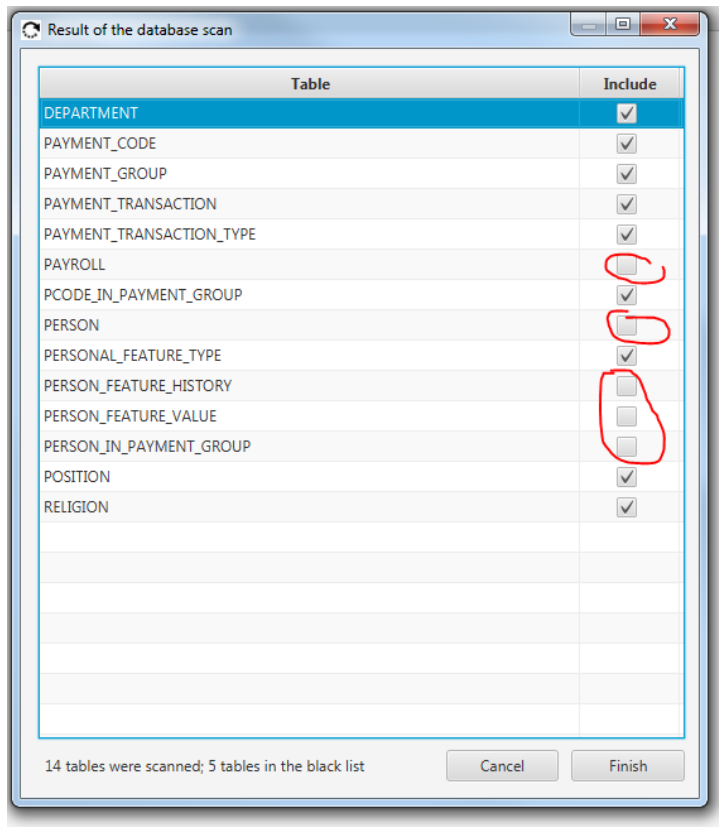 Result of the database scan
Table Include
DEPARTMENT
PAYMENT_CODE
PAYMENT_GROUP
PAYMENT_TRANSACTION
PAYMENT_TRANSACTION_TYPE
PAYROLL
PCODE_IN_PAYMENT_GROUP
PERSON
PERSONAL_FEATURE_TYPE
PERSON_FEATURE_HISTORY
PERSON_FEATURE_VALUE
PERSON_IN_PAYMENT_GROUP
POSITION
RELIGION
14 tables were scanned; 5 tables in the black list Cancel Finish